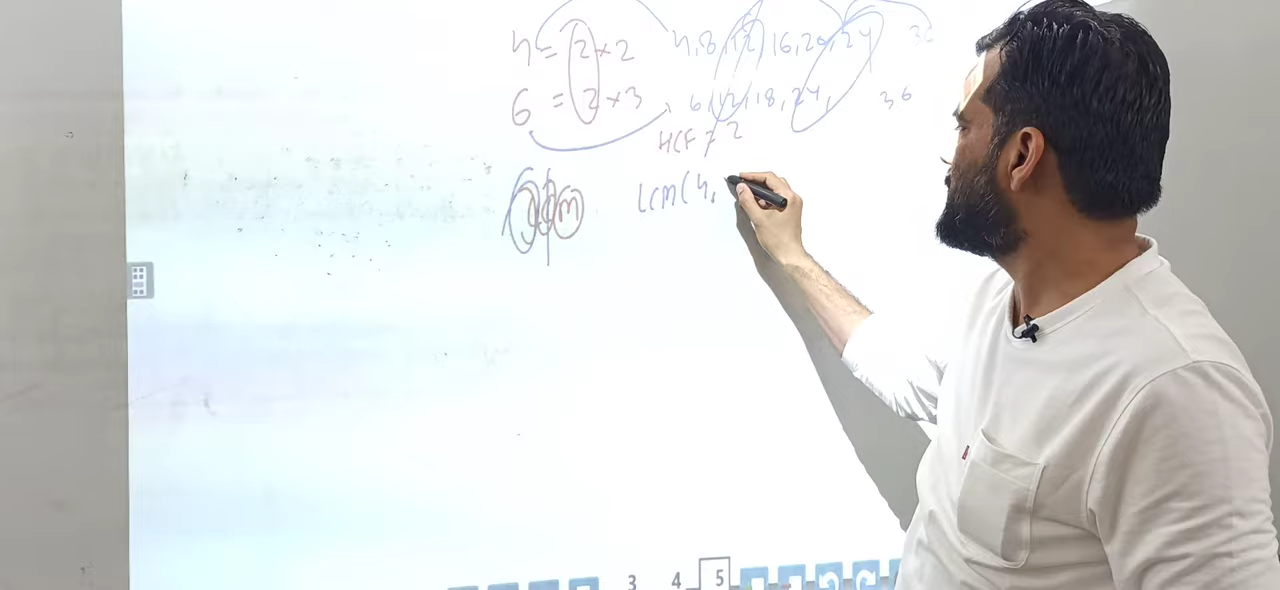 4 = 2 × 2 4, 8, 12, 16, 20, 24 36
6 = 2 × 3 6, 12, 18, 24, 36
HCF = 2
LCM LCM(4,
3 4 5